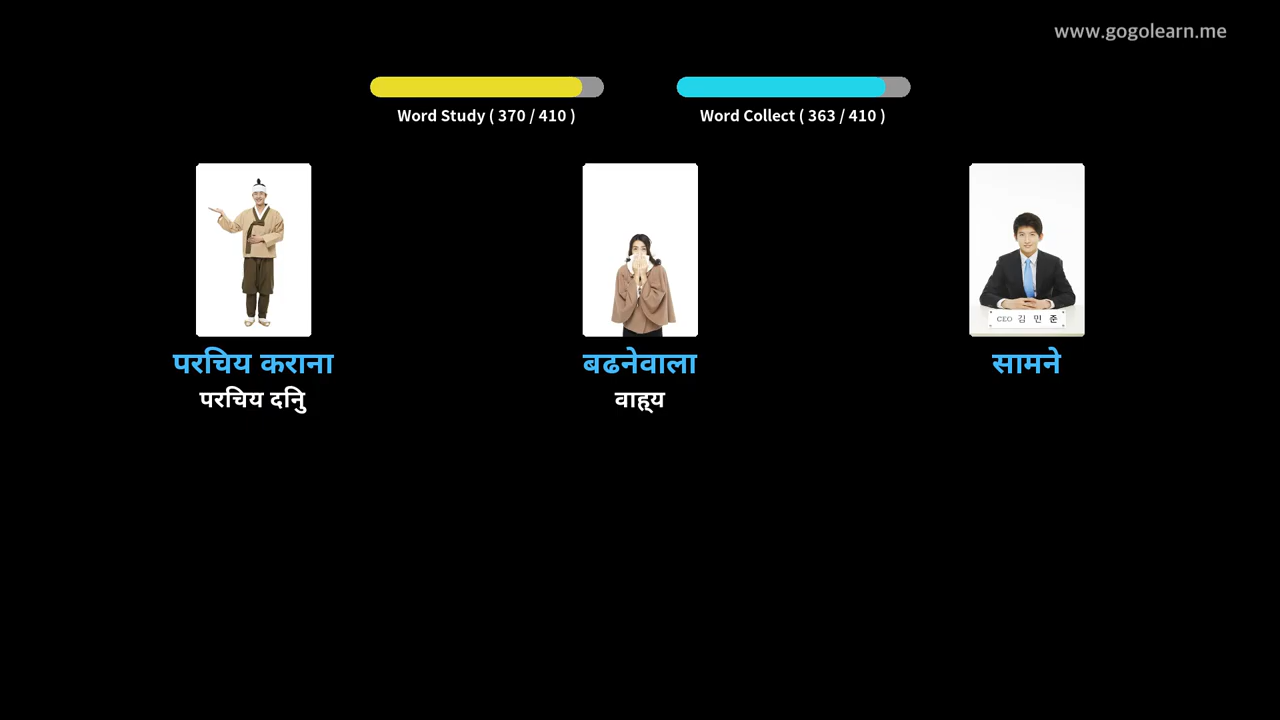 www.gogolearn.me
Word Study ( 370 / 410 )
Word Collect ( 363 / 410 )
CEO 김 민 준
परिचय कराना
बढनेवाला
सामने
परिचय दिनु
वाह्य